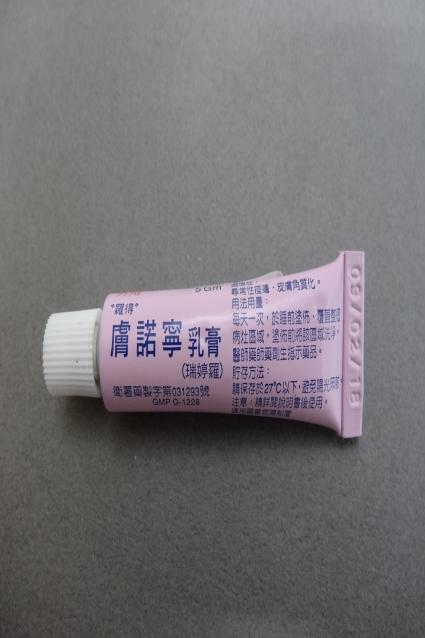 "羅得"
5 Gm
膚諾寧乳膏
(瑞婷羅)
衛署藥製字第031293號
GMP G-1228
尋常性痤瘡、皮膚角質化。
用法用量：
每天一次，於睡前塗佈、覆蓋整個
病灶區域，塗佈前將該區域洗淨。
醫師藥師藥劑生指示藥品。
貯存方法：
請保存於27°C以下，避免陽光照射
注意：請詳閱說明書後使用。
09/02/18